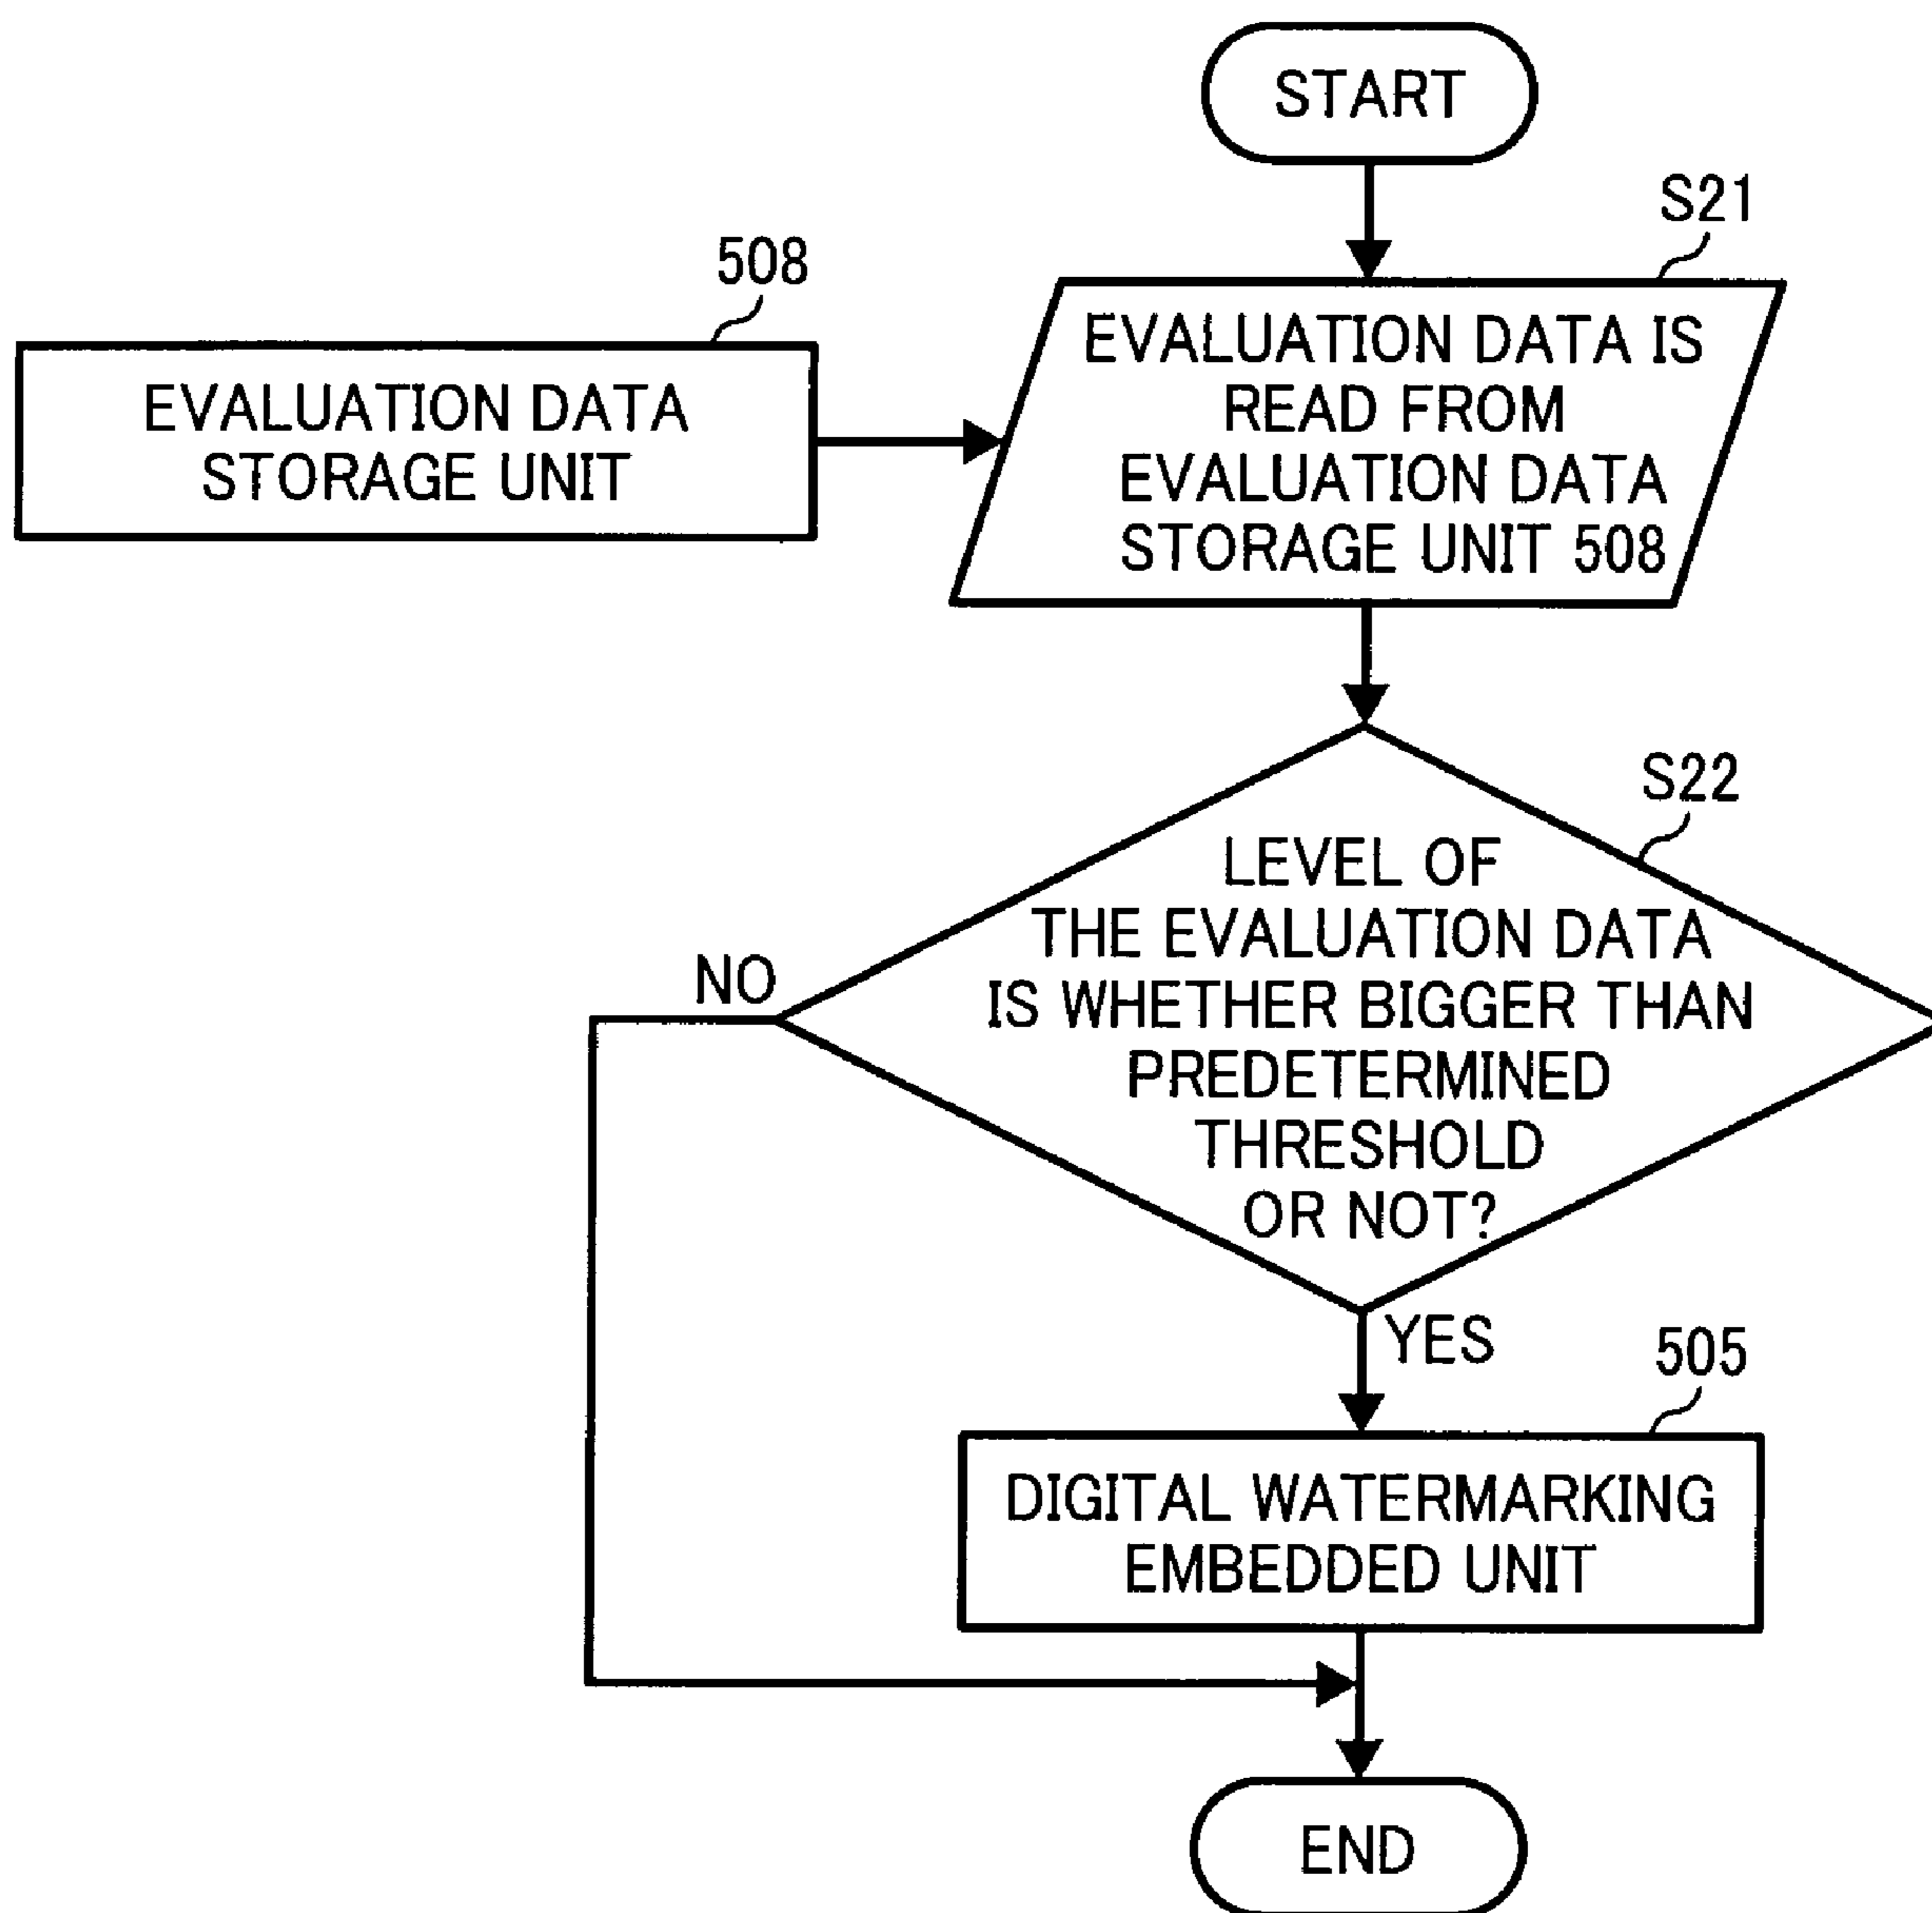 START
S21
508
EVALUATION DATA IS
READ FROM
EVALUATION DATA
STORAGE UNIT 508
EVALUATION DATA
STORAGE UNIT
S22
LEVEL OF
THE EVALUATION DATA
IS WHETHER BIGGER THAN
PREDETERMINED
THRESHOLD
OR NOT?
NO
YES
505
DIGITAL WATERMARKING
EMBEDDED UNIT
END